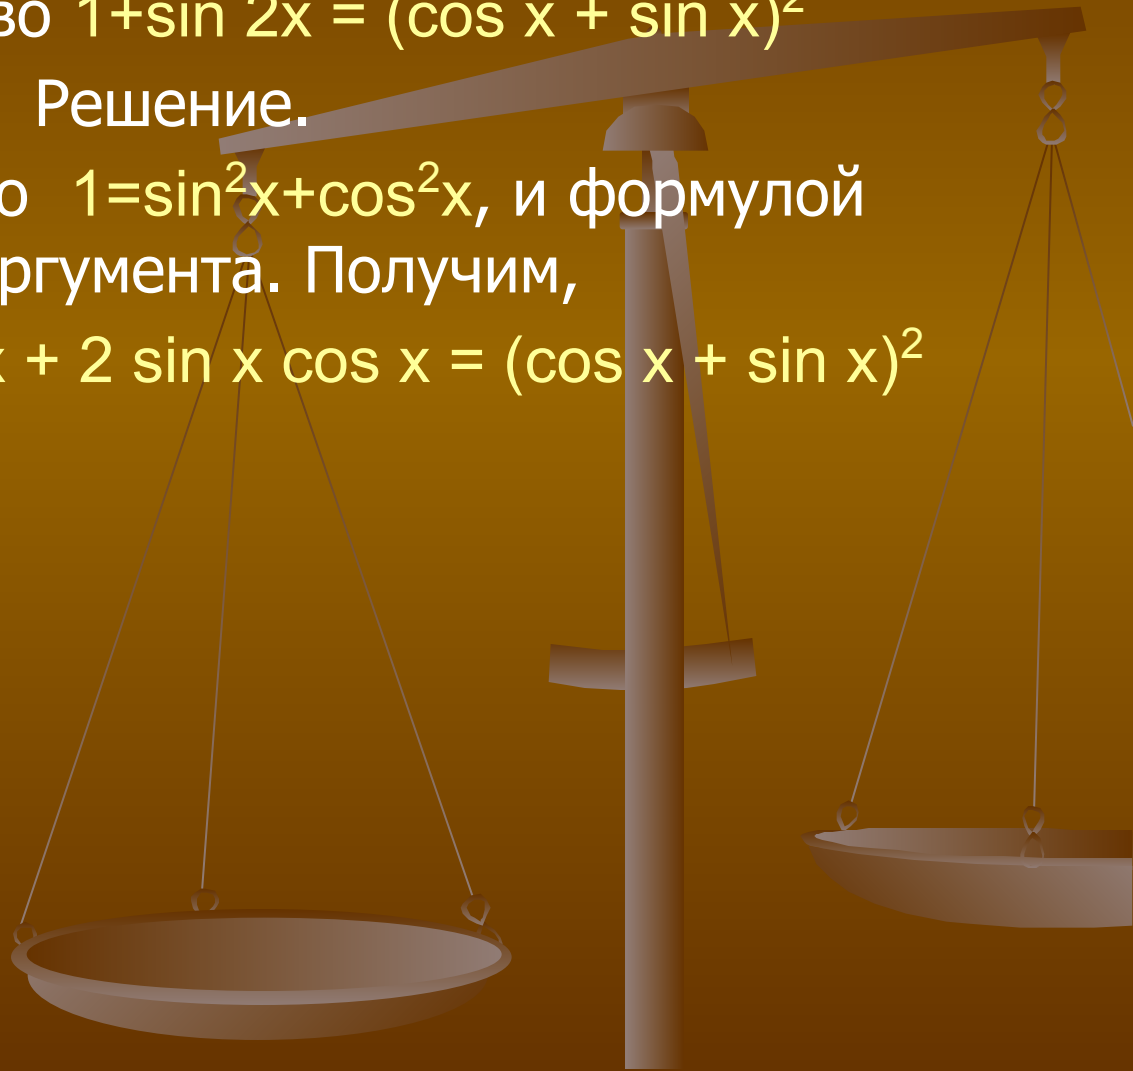 во 1+sin 2x = (cos x + sin x)²
Решение.
о 1=sin²x+cos²x, и формулой
ргумента. Получим,
x + 2 sin x cos x = (cos x + sin x)²